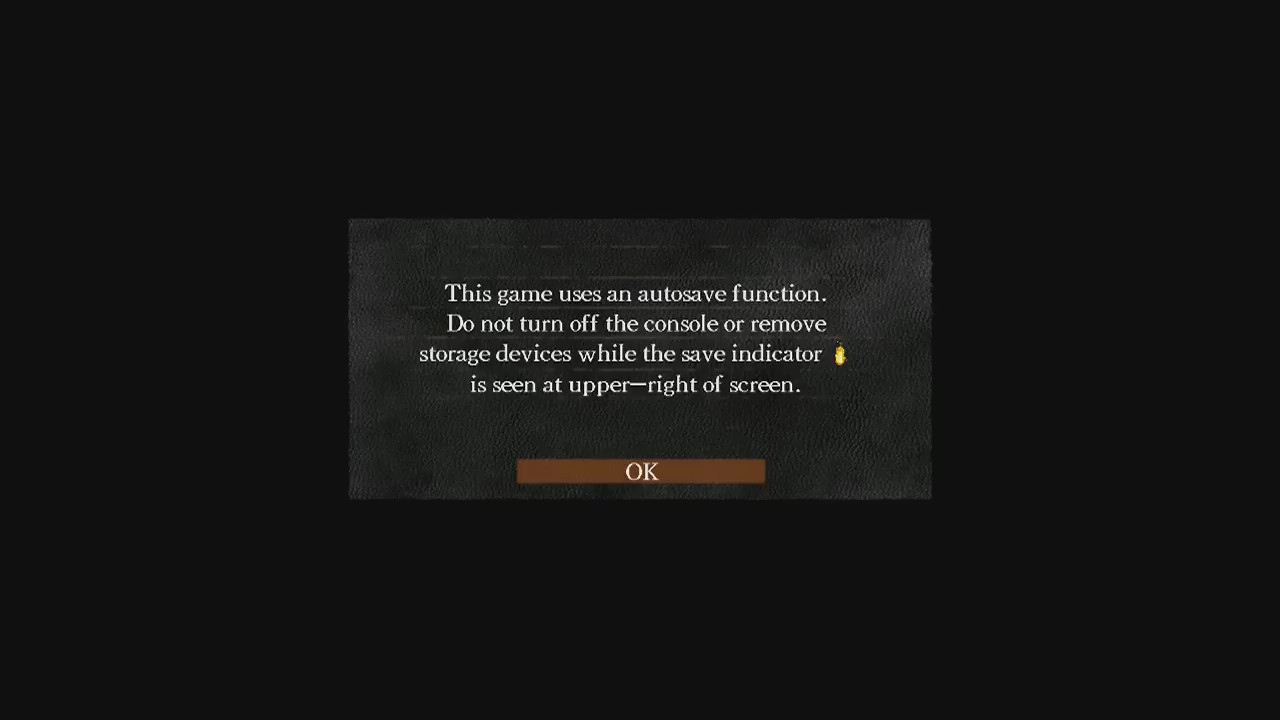 This game uses an autosave function.
Do not turn off the console or remove
storage devices while the save indicator
is seen at upper—right of screen.
OK